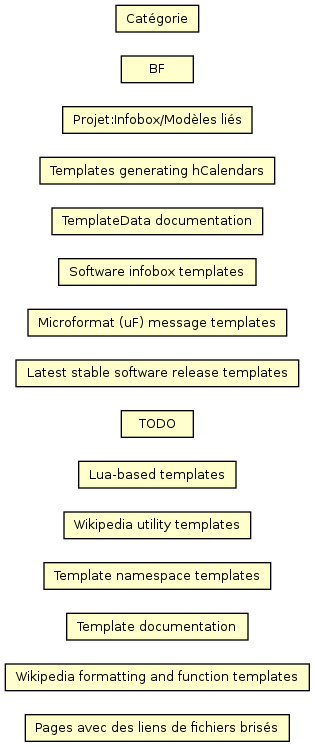 Catégorie
BF
Projet:Infobox/Modèles liés
Templates generating hCalendars
TemplateData documentation
Software infobox templates
Microformat (uF) message templates
Latest stable software release templates
TODO
Lua-based templates
Wikipedia utility templates
Template namespace templates
Template documentation
Wikipedia formatting and function templates
Pages avec des liens de fichiers brisés